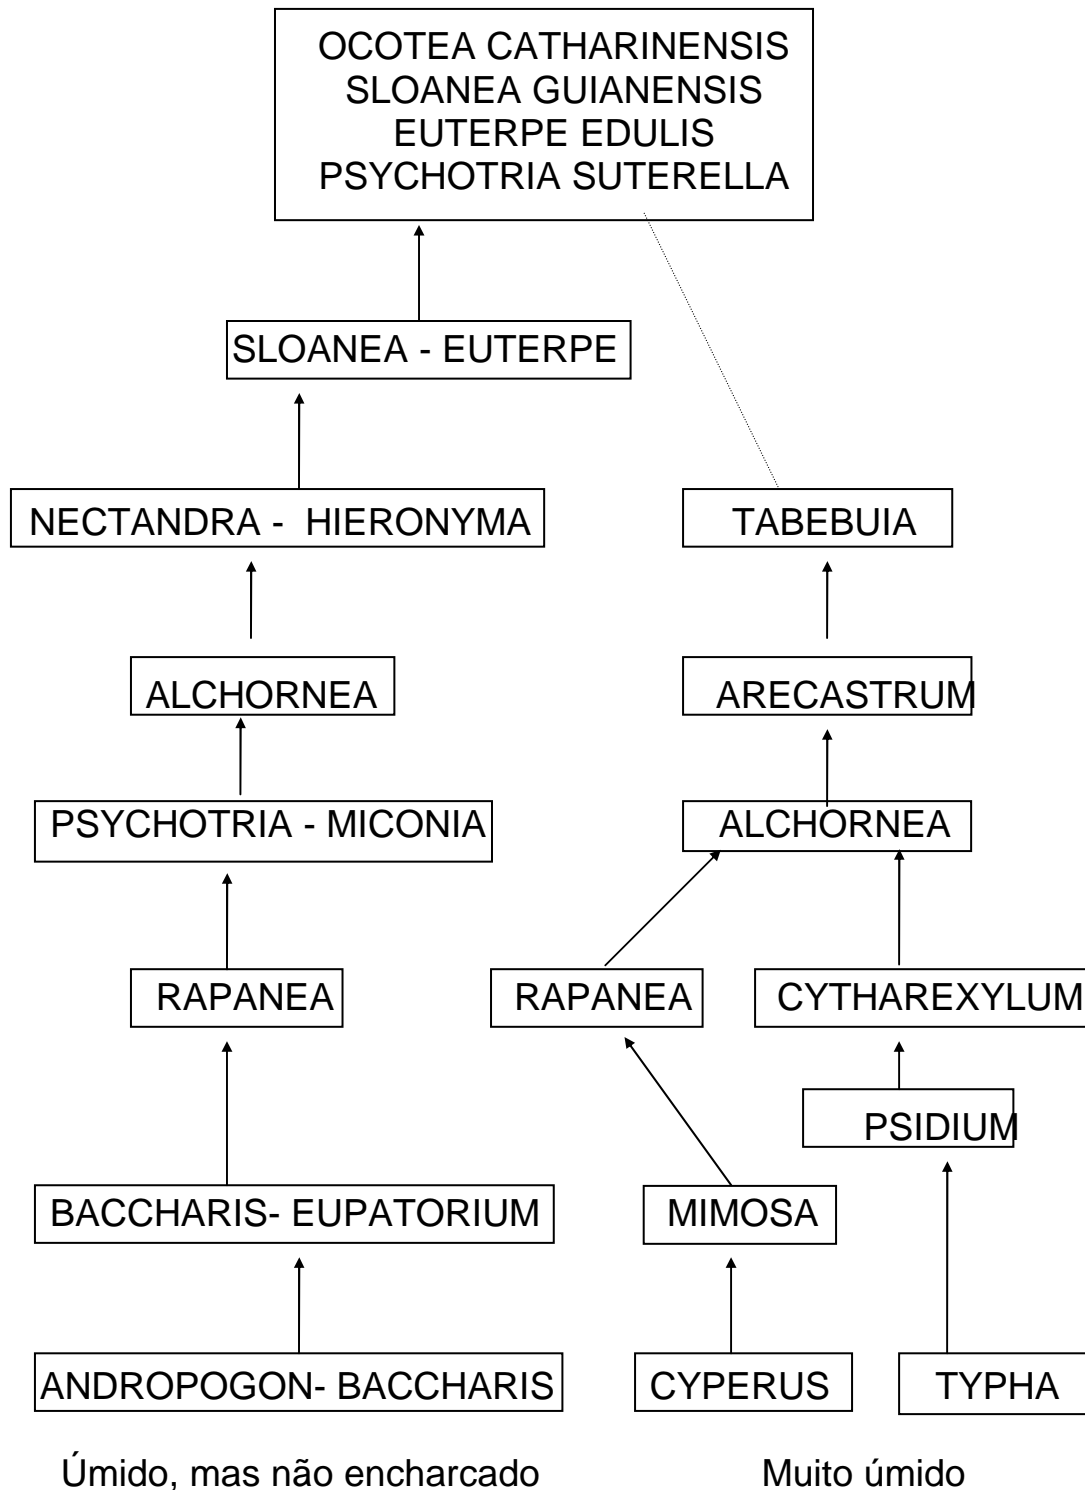 OCOTEA CATHARINENSIS
SLOANEA GUIANENSIS
EUTERPE EDULIS
PSYCHOTRIA SUTERELLA
SLOANEA - EUTERPE
NECTANDRA - HIERONYMA
TABEBUIA
ALCHORNEA
ARECASTRUM
PSYCHOTRIA - MICONIA
ALCHORNEA
RAPANEA
RAPANEA
CYTHAREXYLUM
PSIDIUM
BACCHARIS- EUPATORIUM
MIMOSA
ANDROPOGON- BACCHARIS
CYPERUS
TYPHA
Úmido, mas não encharcado
Muito úmido